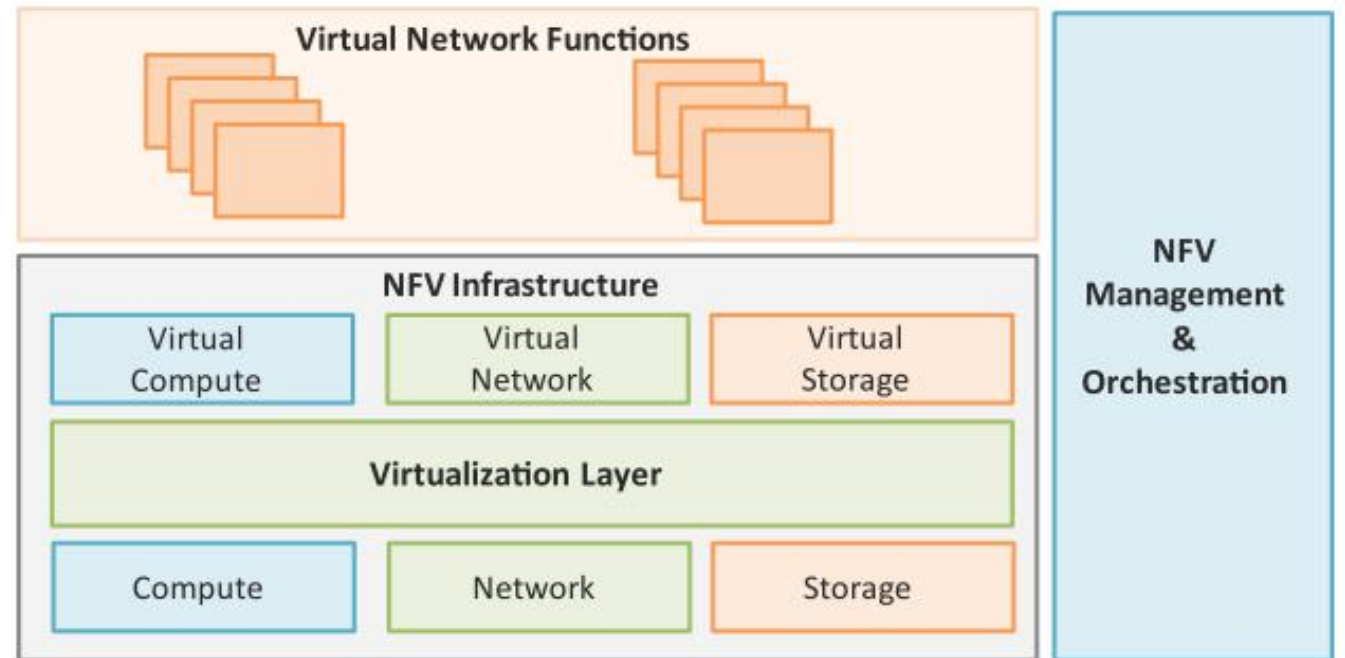 Virtual Network Functions
NFV Infrastructure
Virtual
Compute
Virtual
Network
Virtual
Storage
Virtualization Layer
Compute
Network
Storage
NFV
Management
&
Orchestration